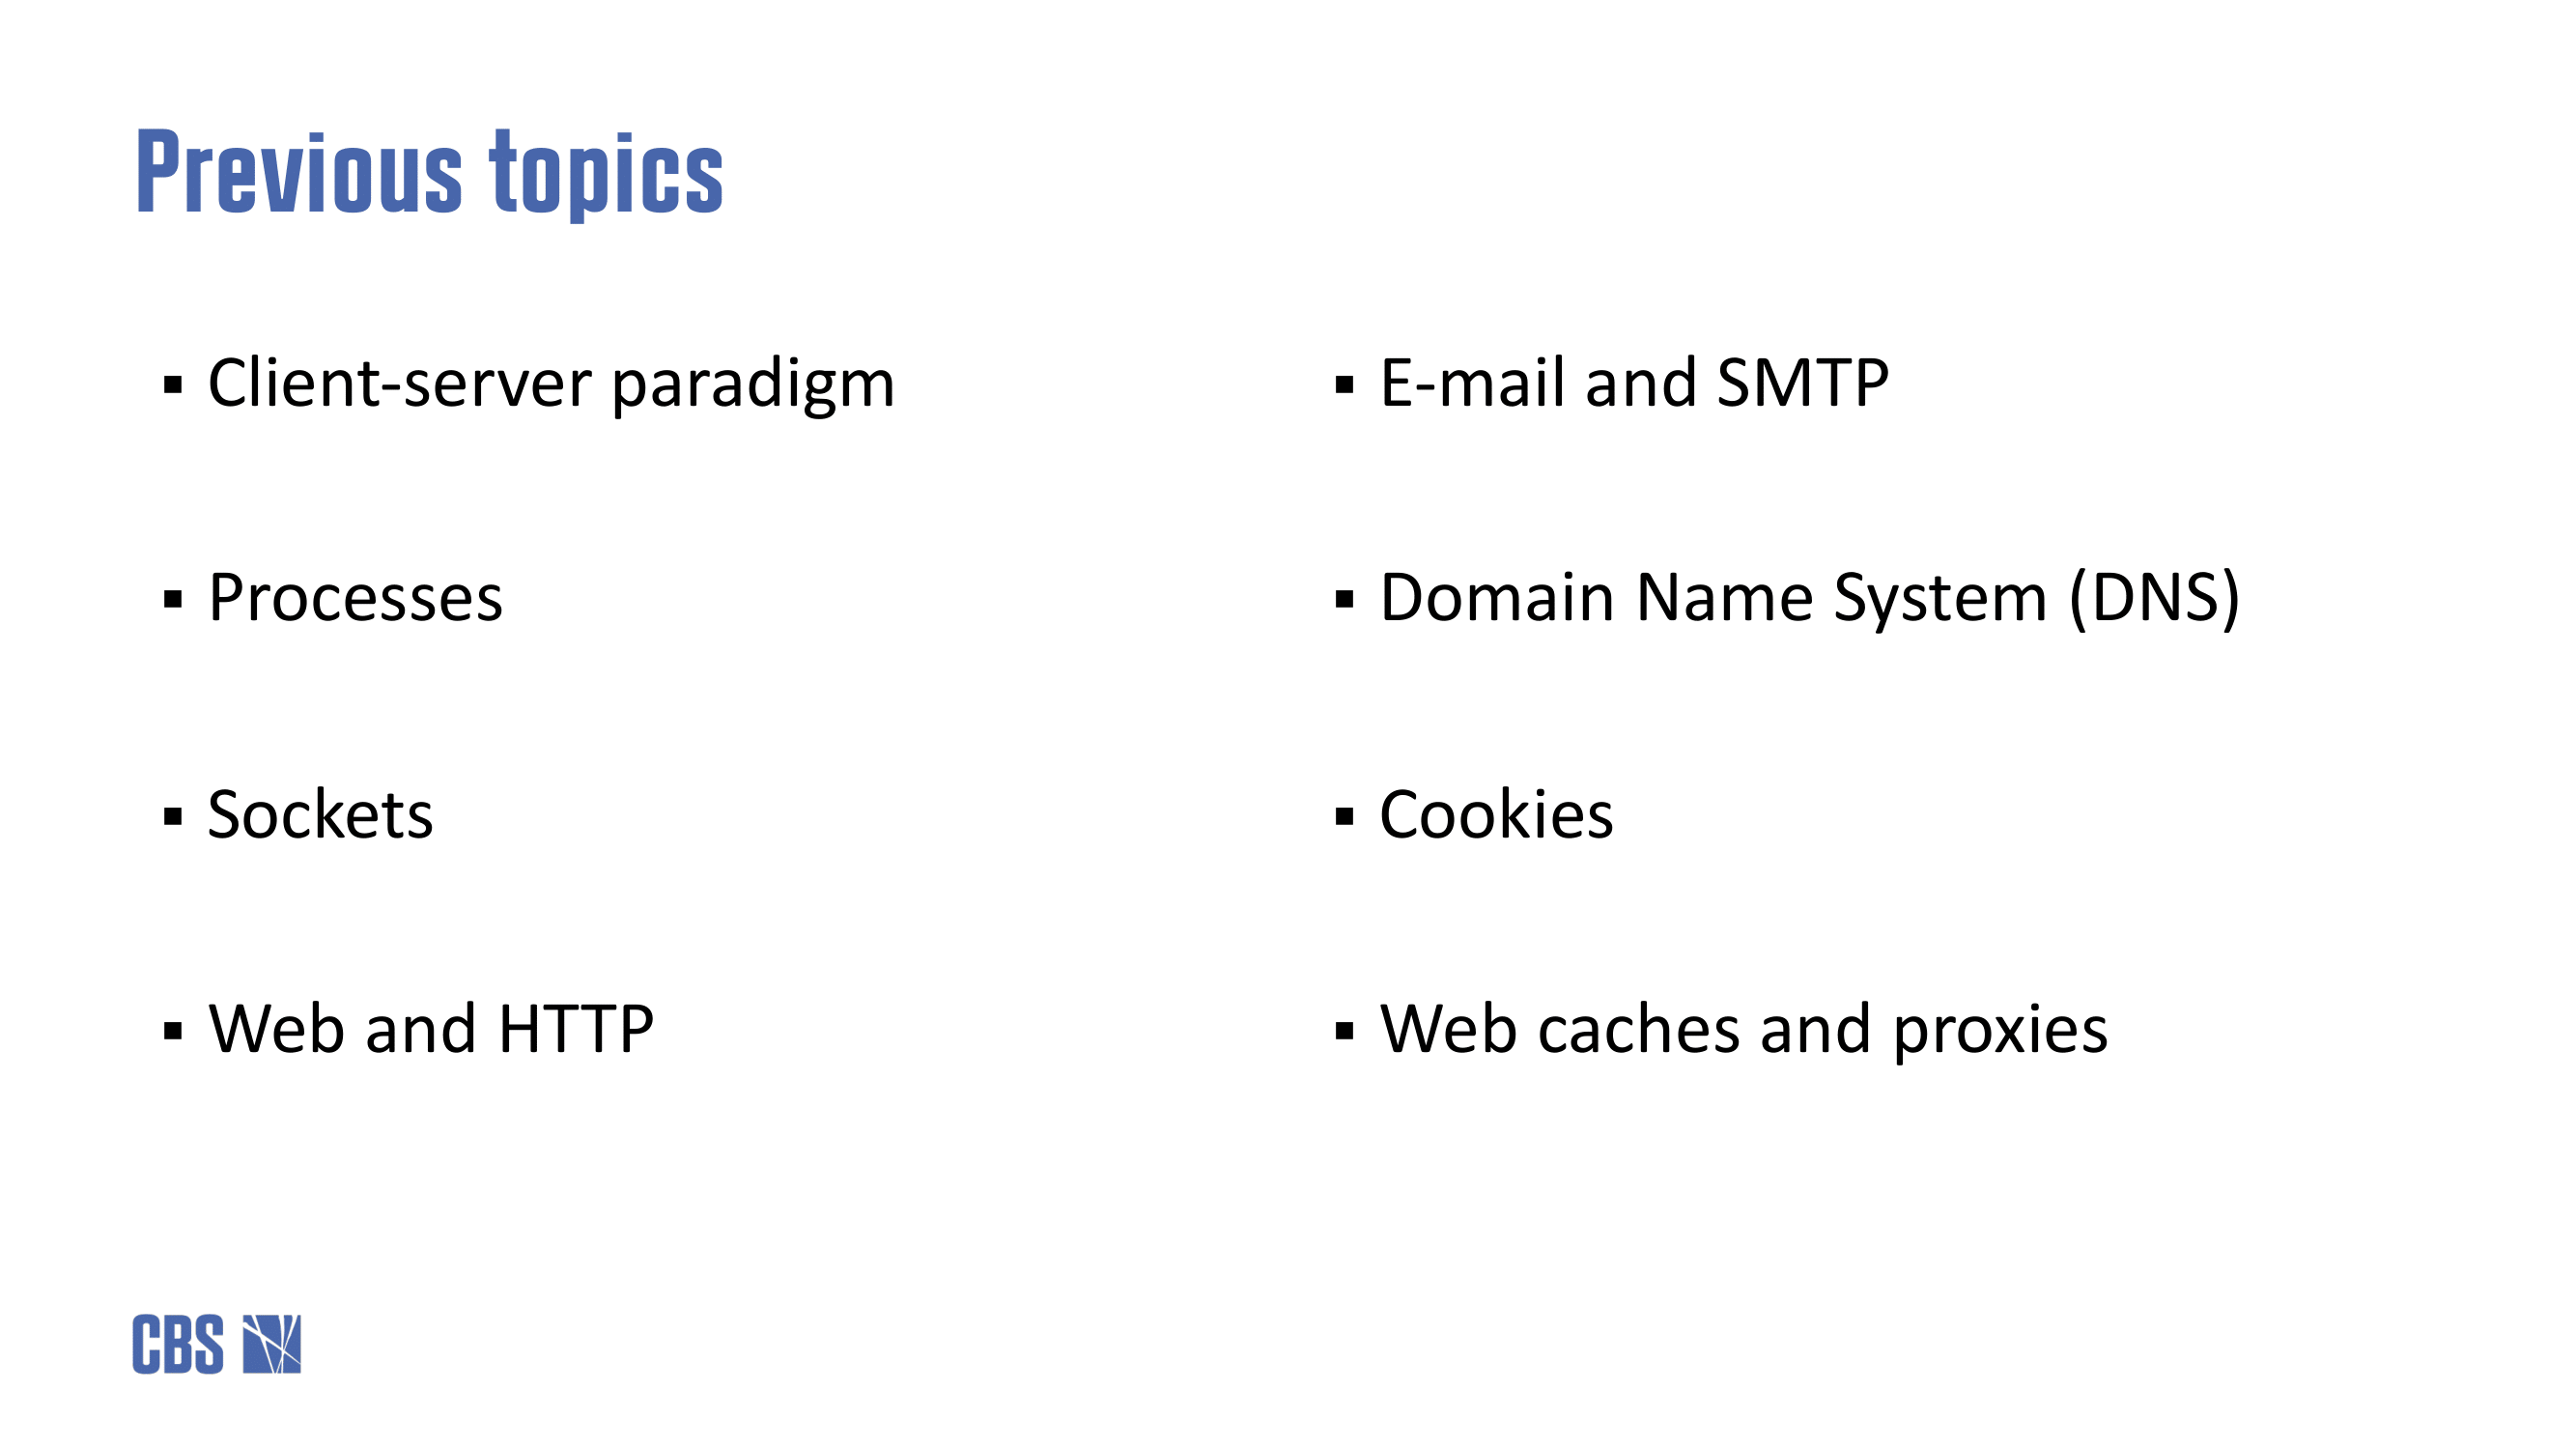 Previous topics
▪ Client-server paradigm
▪ Processes
▪ Sockets
▪ Web and HTTP
▪ E-mail and SMTP
▪ Domain Name System (DNS)
▪ Cookies
▪ Web caches and proxies
CBS